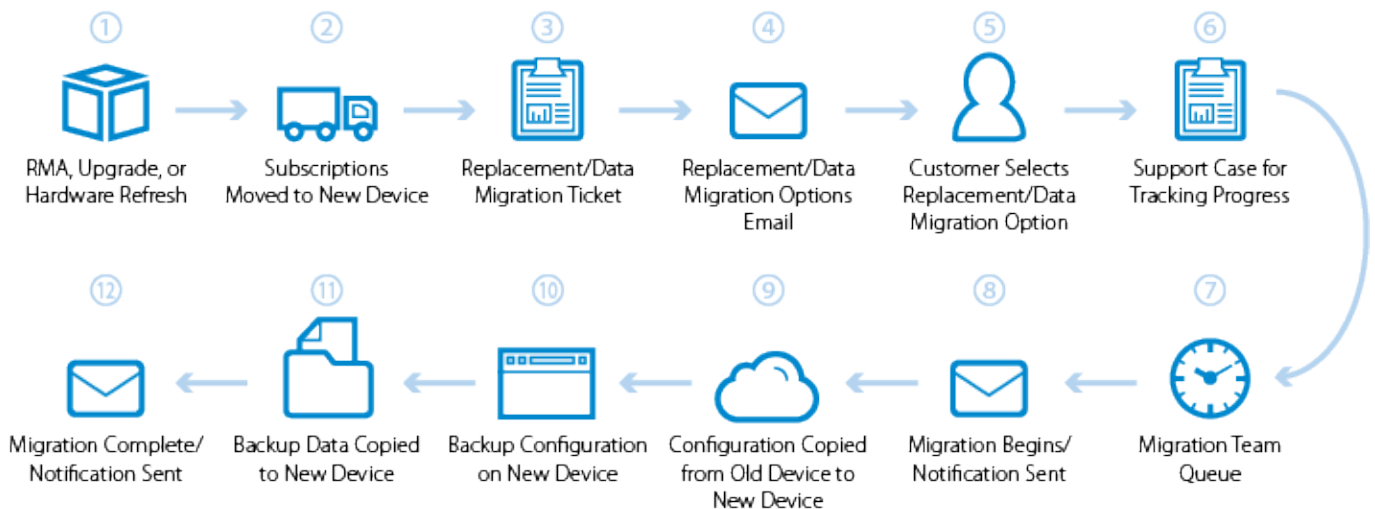 ① ② ③ ④ ⑤ ⑥
RMA, Upgrade, or
Hardware Refresh
Subscriptions
Moved to New Device
Replacement/Data
Migration Ticket
Replacement/Data
Migration Options
Email
Customer Selects
Replacement/Data
Migration Option
Support Case for
Tracking Progress
⑫ ⑪ ⑩ ⑨ ⑧ ⑦
Migration Complete/
Notification Sent
Backup Data Copied
to New Device
Backup Configuration
on New Device
Configuration Copied
from Old Device to
New Device
Migration Begins/
Notification Sent
Migration Team
Queue